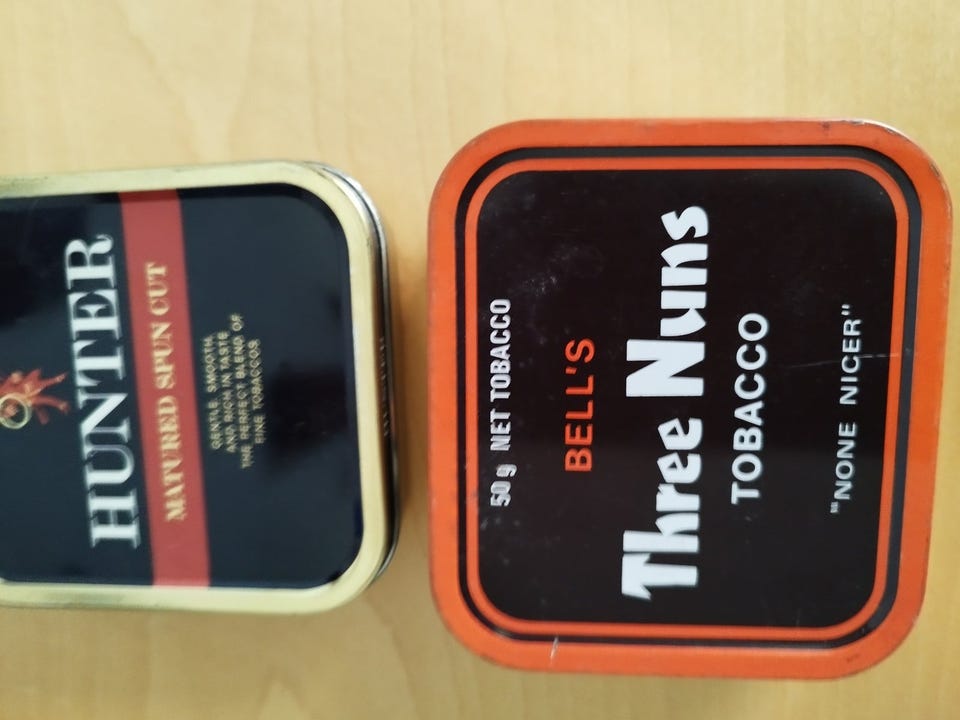 HUNTER
MATURED SPUN CUT
GENTLE, SMOOTH,
AND RICH IN TASTE
THE PERFECT BLEND OF
FINE TOBACCOS.
50 g NET TOBACCO
BELL'S
Three Nuns
TOBACCO
"NONE NICER"